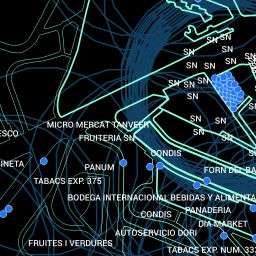 SN SN SN SN
SN SN SN SN
SN SN
SN SN
SN
MICRO MERCAT TANVEER
FRUITERIA SN
ESCO
CONDIS
INETA
PANUM
FORN DEL BA
TABACS EXP. 375
BODEGA INTERNACIONAL BEBIDAS Y ALIMENTA
CONDIS
PANADERIA
DIA MARKET
AUTOSERVICIO DORI
FRUITES I VERDURES
TABACS EXP. NUM. 333